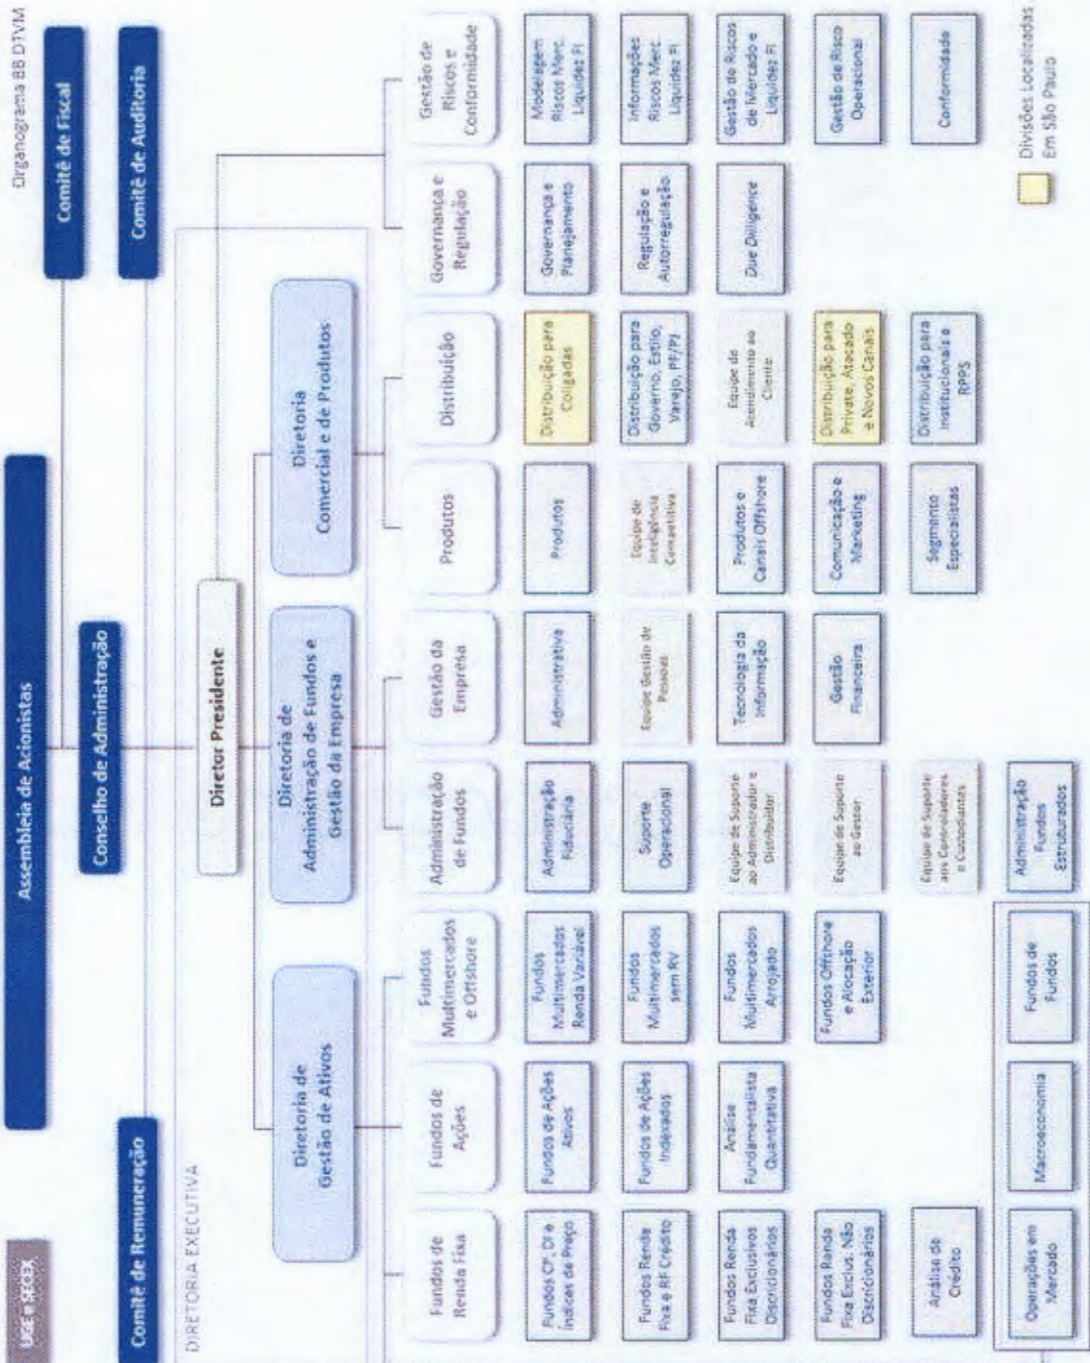 Organograma BB DTVM
Assembleia de Acionistas
Comitê de Fiscal
Conselho de Administração
Comitê de Remuneração
Comitê de Auditoria
DIRETORIA EXECUTIVA
Diretor Presidente
Diretoria de
Gestão de Ativos
Diretoria de
Administração de Fundos e
Gestão da Empresa
Diretoria
Comercial e de Produtos
Fundos de
Renda Fixa
Fundos de
Ações
Fundos
Multimercados
e Offshore
Administração
de Fundos
Gestão da
Empresa
Produtos
Distribuição
Governança e
Regulação
Gestão de
Riscos e
Conformidade
Fundos CP, DI e
Índices de Preço
Fundos de Ações
Ativos
Fundos
Multimercados
Renda Variável
Administração
Fiduciária
Administrativa
Produtos
Distribuição para
Coligadas
Governança e
Planejamento
Modelagem
Riscos Merc.
Liquidez PI
Fundos Renda
Fixa e RF Crédito
Fundos de Ações
Indexados
Fundos
Multimercados
sem RV
Suporte
Operacional
Equipe Gestão de
Pessoas
Equipe de
Inteligência
Competitiva
Distribuição para
Governo, Estilo,
Varejo, PF/PJ
Regulação e
Autorregulação
Informações
Riscos Merc.
Liquidez PI
Fundos Renda
Fixa Exclusivos
Discricionários
Análise
Fundamentalista
Quantitativa
Fundos
Multimercados
Arrojado
Equipe de Suporte
ao Administrador e
Distribuidor
Tecnologia da
Informação
Produtos e
Canais Offshore
Equipe de
Atendimento ao
Cliente
Due Diligence
Gestão de Riscos
de Mercado e
Liquidez PI
Fundos Renda
Fixa Exclus. Não
Discricionários
Fundos Offshore
e Alocação
Exterior
Equipe de Suporte
ao Gestor
Gestão
Financeira
Comunicação e
Marketing
Distribuição para
Private, Atacado
e Novos Canais
Gestão de Risco
Operacional
Análise de
Crédito
Equipe de Suporte
aos Controladores
e Custodiantes
Segmento
Especialistas
Distribuição para
Institucionais e
RPPS
Conformidade
Operações em
Mercado
Macroeconomia
Fundos de
Fundos
Administração
Fundos
Estruturados
Divisões Localizadas
Em São Paulo